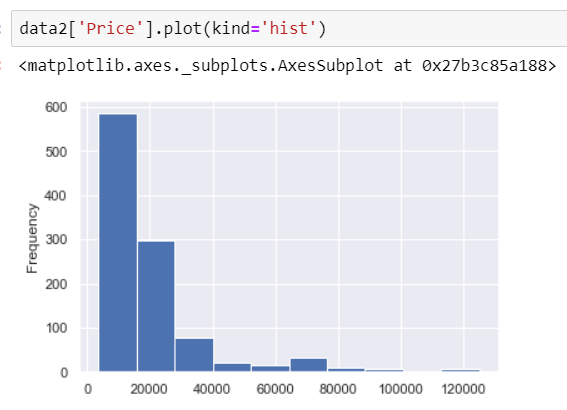 data2['Price'].plot(kind='hist')
<matplotlib.axes._subplots.AxesSubplot at 0x27b3c85a188>
600
500
400
300
200
100
0
Frequency
0 20000 40000 60000 80000 100000 120000